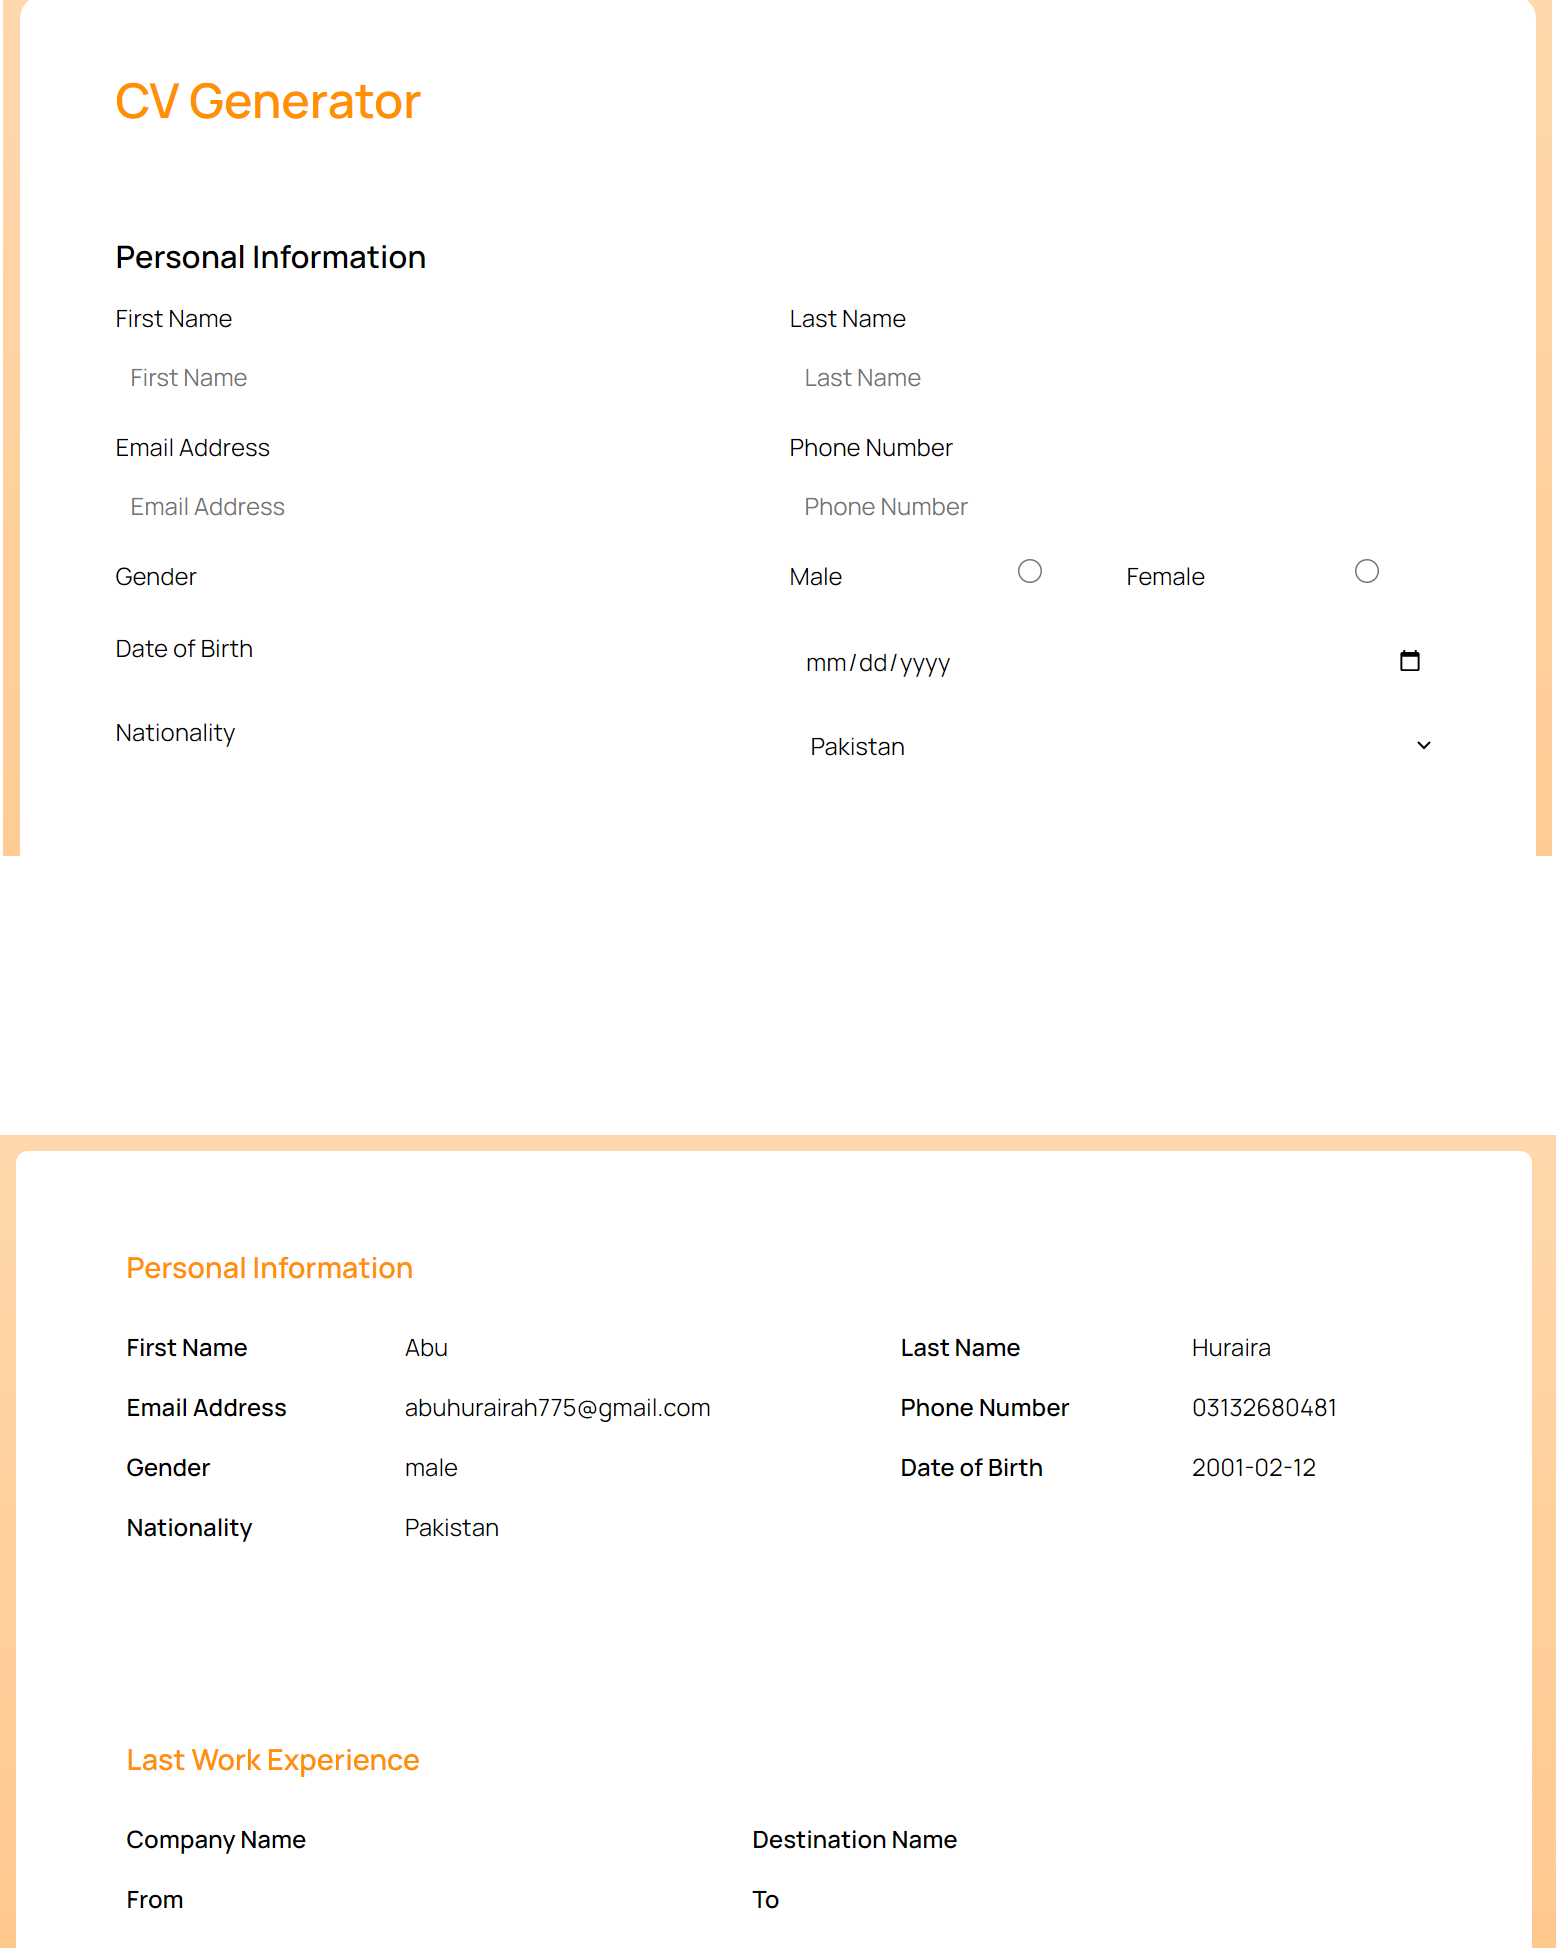 CV Generator
Personal Information
First Name Last Name
First Name Last Name
Email Address Phone Number
Email Address Phone Number
Gender Male Female
Date of Birth mm/dd/yyyy
Nationality Pakistan
Personal Information
First Name Abu Last Name Huraira
Email Address abuhurairah775@gmail.com Phone Number 03132680481
Gender male Date of Birth 2001-02-12
Nationality Pakistan
Last Work Experience
Company Name Destination Name
From To